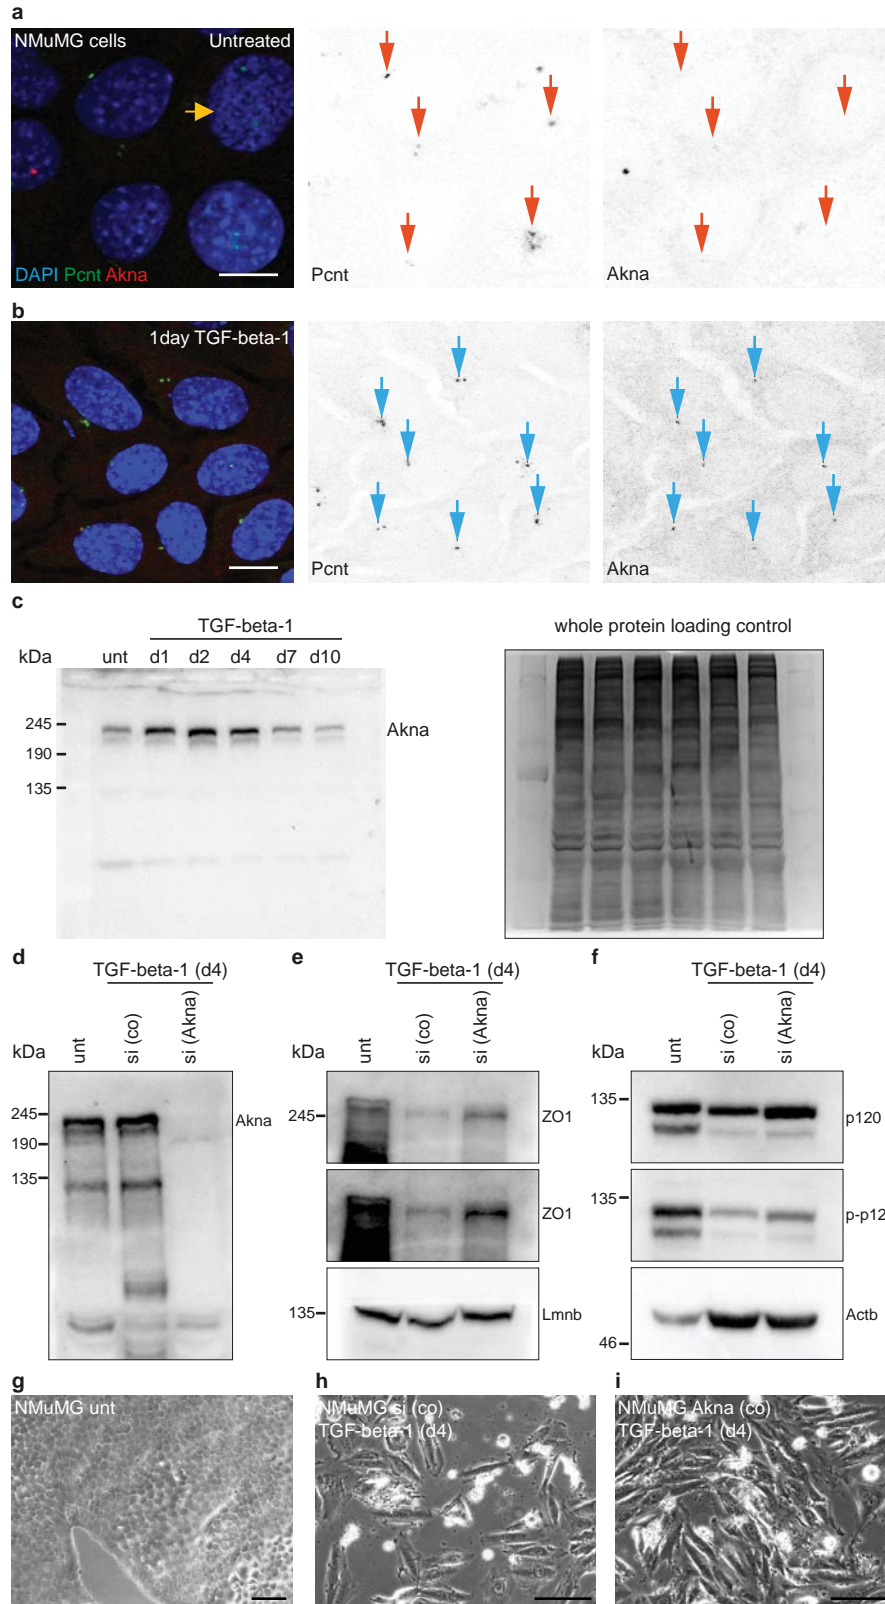 a
NMuMG cells Untreated
DAPI Pcnt Akna
Pcnt
Akna
b
1day TGF-beta-1
Pcnt
Akna
c
TGF-beta-1
kDa unt d1 d2 d4 d7 d10
245
190
135
Akna
whole protein loading control
d
TGF-beta-1 (d4)
kDa unt si (co) si (Akna)
245
190
135
Akna
e
TGF-beta-1 (d4)
kDa unt si (co) si (Akna)
245
ZO1
ZO1
135
Lmnb
f
TGF-beta-1 (d4)
kDa unt si (co) si (Akna)
135
p120
135
p-p12
46
Actb
g
NMuMG unt
h
NMuMG si (co)
TGF-beta-1 (d4)
i
NMuMG Akna (co)
TGF-beta-1 (d4)